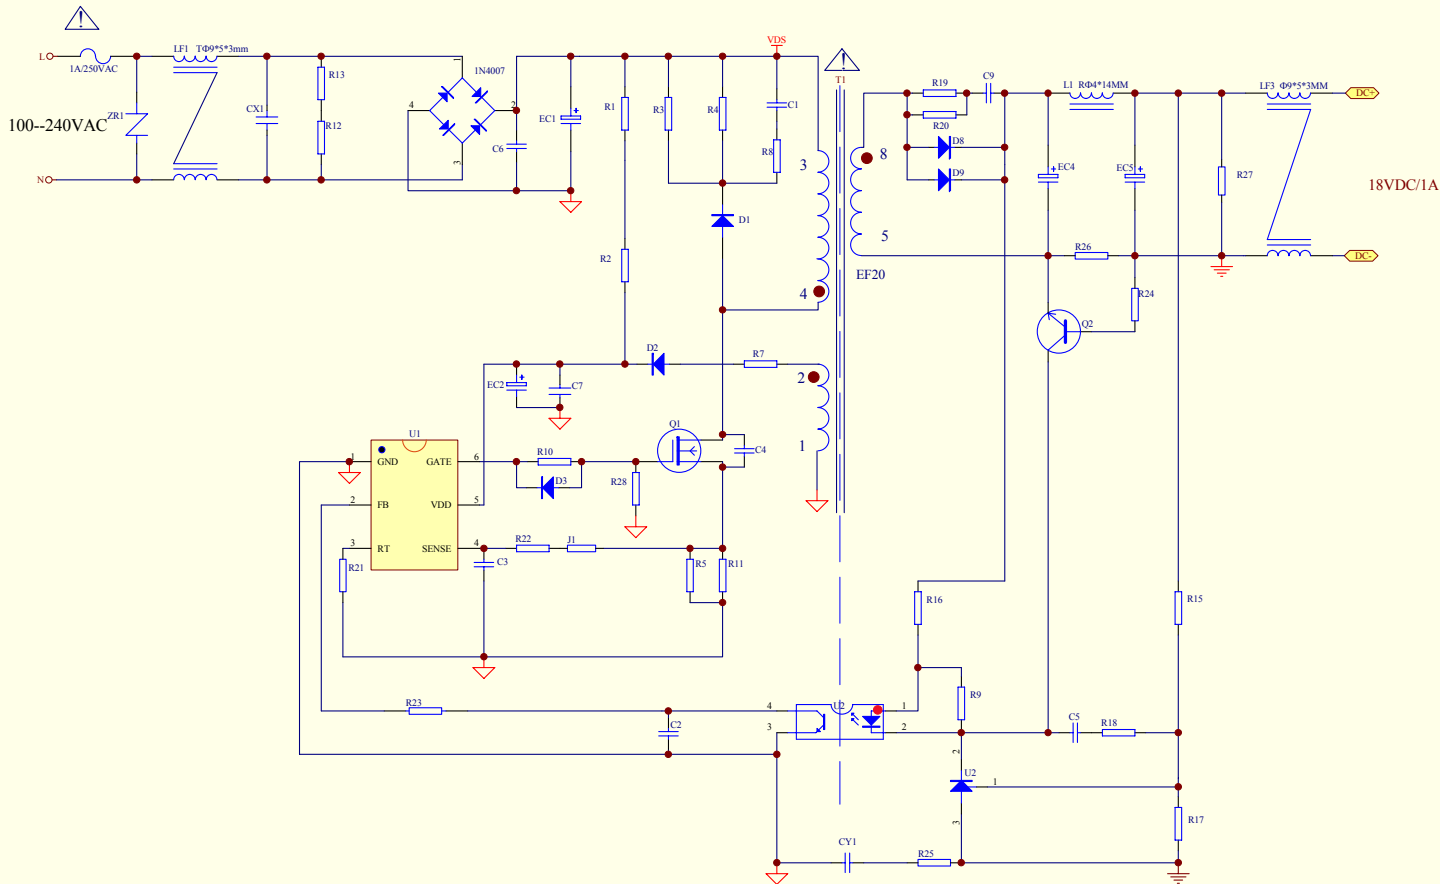 VDS
L
1A/250VAC
LF1 TΦ9*5*3mm
100--240VAC
ZR1
N
CX1
R13
R12
1N4007
1
2
3
4
C6
EC1
R1
R3
R4
C1
R8
D1
R2
T1
3
4
8
5
EF20
R19
R20
C9
D8
D9
L1 RΦ4*14MM
EC4
EC5
R26
R24
Q2
R27
LF3 Φ9*5*3MM
DC+
DC-
18VDC/1A
D2
R7
2
1
EC2
C7
U1
1 GND GATE 6
2 FB VDD 5
3 RT SENSE 4
R10
D3
R28
Q1
C4
R21
C3
R22
J1
R5
R11
R16
R15
R9
R23
C2
4
3
U2
1
2
C5
R18
2
U2
1
3
R17
CY1
R25